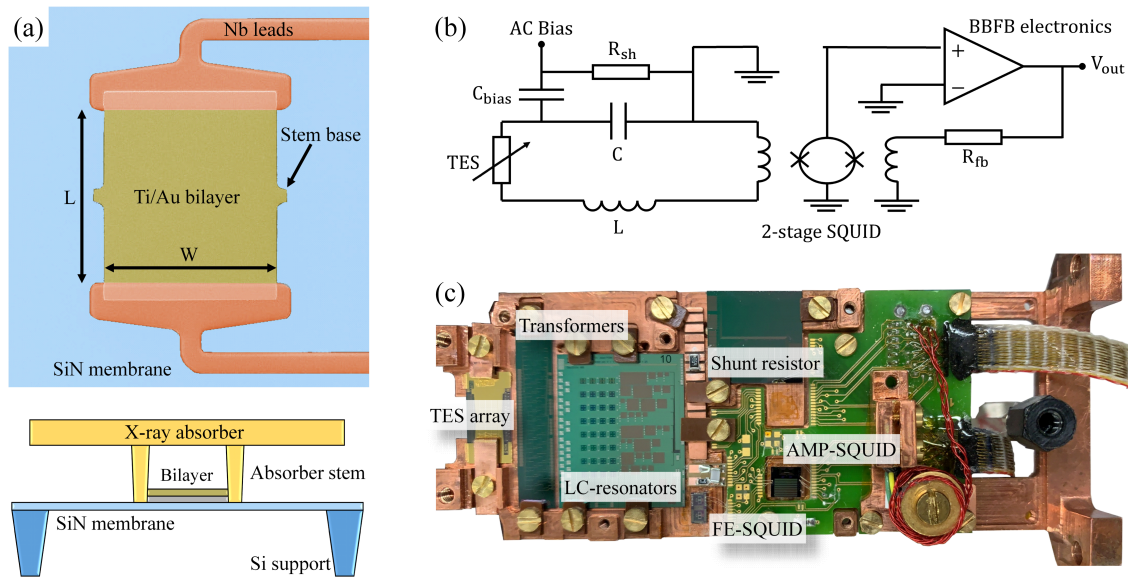 (a)
Nb leads
Stem base
L
Ti/Au bilayer
W
SiN membrane
X-ray absorber
Bilayer
Absorber stem
SiN membrane
Si support
(b)
AC Bias
BBFB electronics
R_sh
C_bias
+
−
V_out
TES
C
R_fb
L
2-stage SQUID
(c)
Transformers
10
Shunt resistor
TES array
AMP-SQUID
LC-resonators
FE-SQUID